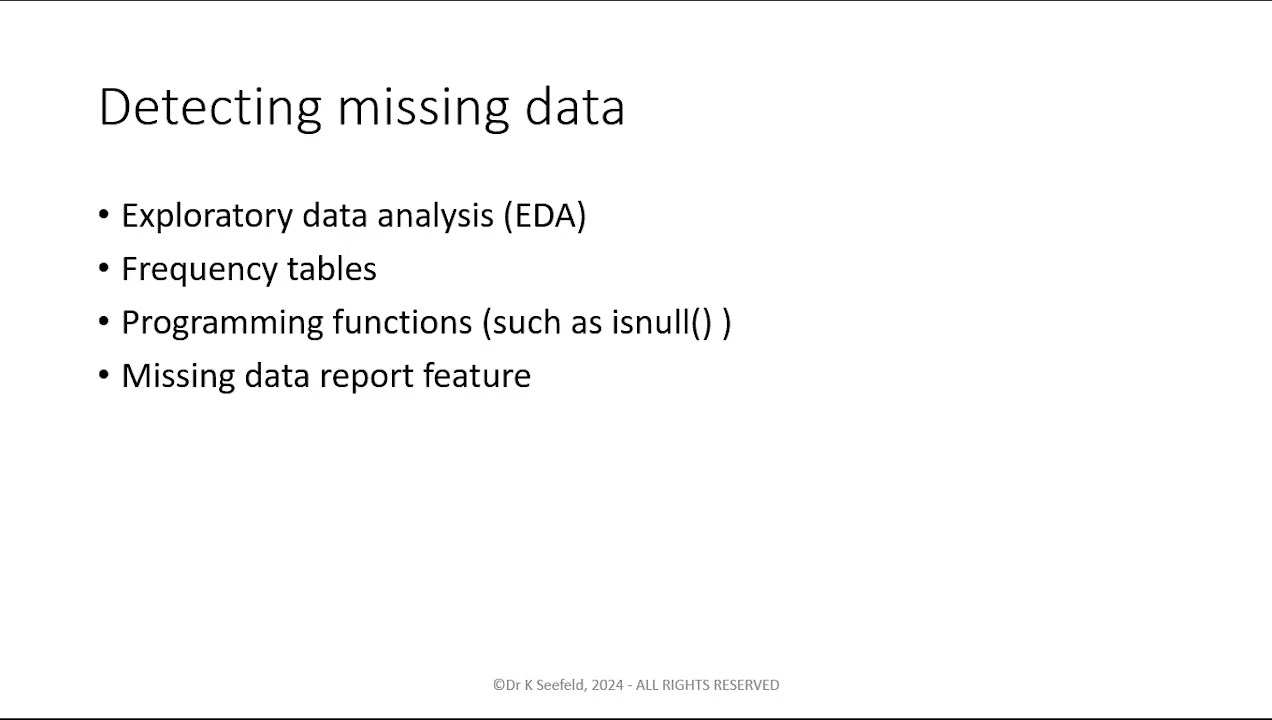 Detecting missing data
• Exploratory data analysis (EDA)
• Frequency tables
• Programming functions (such as isnull() )
• Missing data report feature
©Dr K Seefeld, 2024 - ALL RIGHTS RESERVED